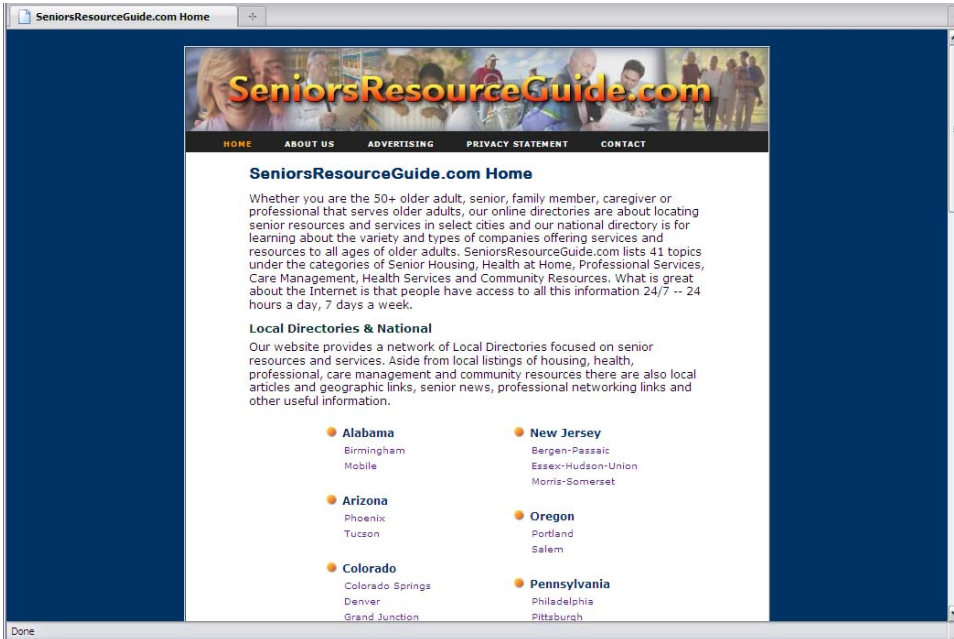 SeniorsResourceGuide.com Home
SeniorsResourceGuide.com
HOME ABOUT US ADVERTISING PRIVACY STATEMENT CONTACT
SeniorsResourceGuide.com Home
Whether you are the 50+ older adult, senior, family member, caregiver or
professional that serves older adults, our online directories are about locating
senior resources and services in select cities and our national directory is for
learning about the variety and types of companies offering services and
resources to all ages of older adults. SeniorsResourceGuide.com lists 41 topics
under the categories of Senior Housing, Health at Home, Professional Services,
Care Management, Health Services and Community Resources. What is great
about the Internet is that people have access to all this information 24/7 -- 24
hours a day, 7 days a week.
Local Directories & National
Our website provides a network of Local Directories focused on senior
resources and services. Aside from local listings of housing, health,
professional, care management and community resources there are also local
articles and geographic links, senior news, professional networking links and
other useful information.
Alabama
Birmingham
Mobile
Arizona
Phoenix
Tucson
Colorado
Colorado Springs
Denver
Grand Junction
New Jersey
Bergen-Passaic
Essex-Hudson-Union
Morris-Somerset
Oregon
Portland
Salem
Pennsylvania
Philadelphia
Pittsburgh
Done